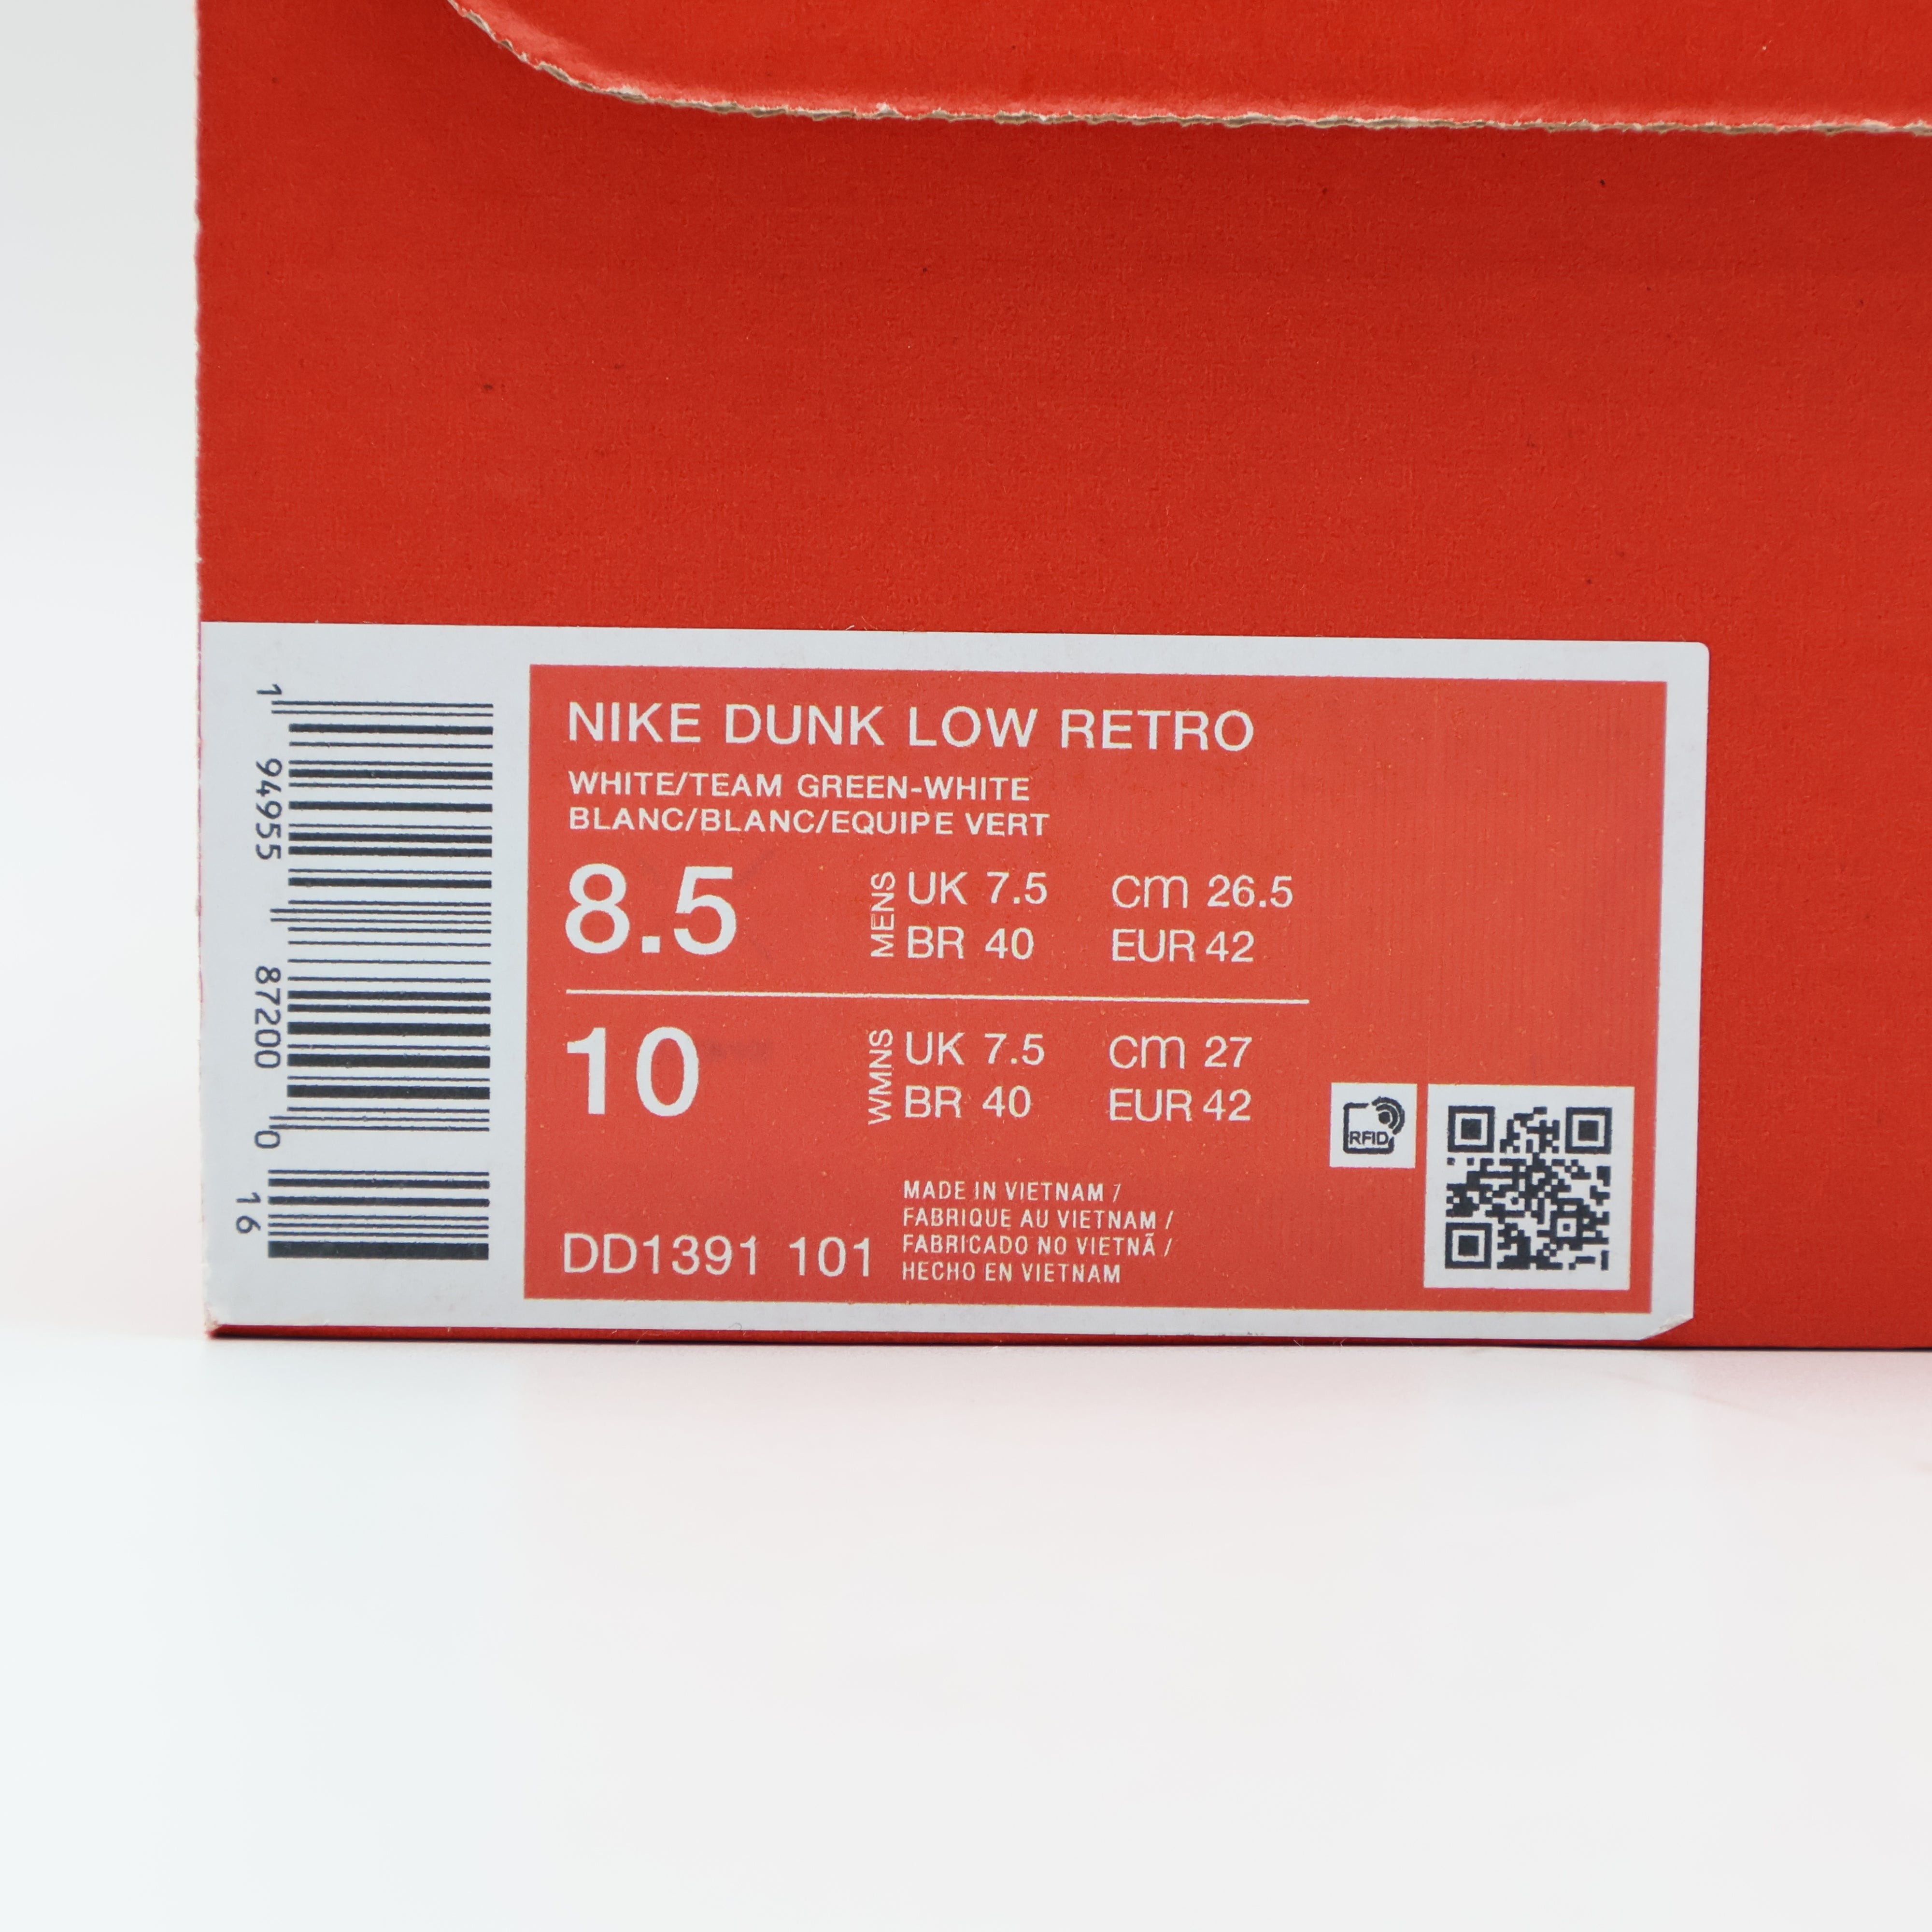 NIKE DUNK LOW RETRO
WHITE/TEAM GREEN-WHITE
BLANC/BLANC/EQUIPE VERT
8.5 MENS UK 7.5 cm 26.5
BR 40 EUR 42
10 WMNS UK 7.5 cm 27
BR 40 EUR 42
RFID
MADE IN VIETNAM /
FABRIQUE AU VIETNAM /
FABRICADO NO VIETNÃ /
HECHO EN VIETNAM
DD1391 101
1 94955 87200 0 16